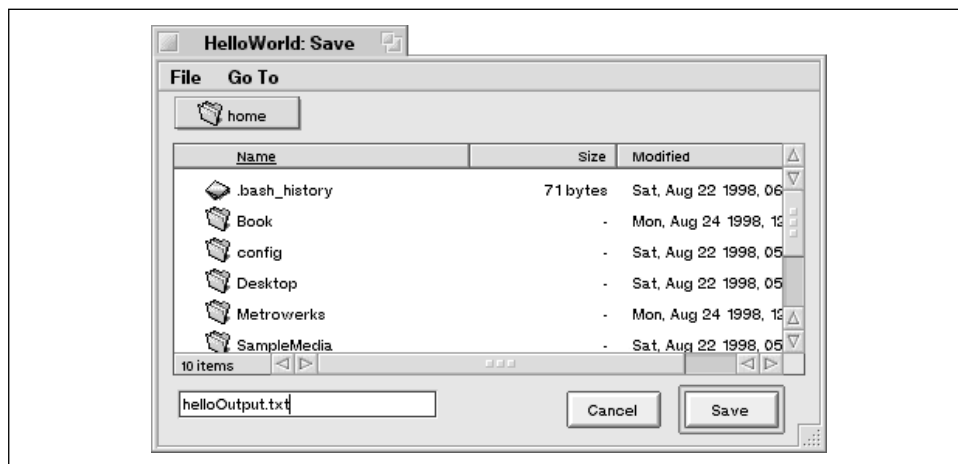 HelloWorld: Save
File Go To
home
Name Size Modified
.bash_history 71 bytes Sat, Aug 22 1998, 06
Book - Mon, Aug 24 1998, 12
config - Sat, Aug 22 1998, 05
Desktop - Sat, Aug 22 1998, 05
Metrowerks - Mon, Aug 24 1998, 12
SampleMedia - Sat, Aug 22 1998, 05
10 items
helloOutput.txt
Cancel Save